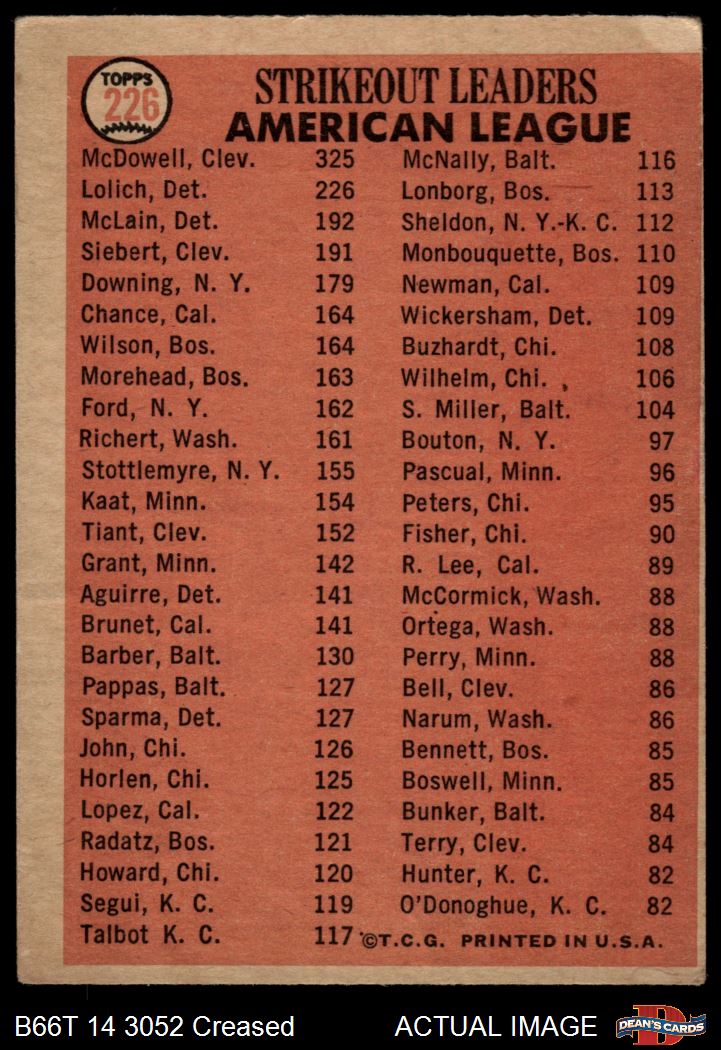 TOPPS
226
STRIKEOUT LEADERS
AMERICAN LEAGUE
McDowell, Clev. 325
Lolich, Det. 226
McLain, Det. 192
Siebert, Clev. 191
Downing, N. Y. 179
Chance, Cal. 164
Wilson, Bos. 164
Morehead, Bos. 163
Ford, N. Y. 162
Richert, Wash. 161
Stottlemyre, N. Y. 155
Kaat, Minn. 154
Tiant, Clev. 152
Grant, Minn. 142
Aguirre, Det. 141
Brunet, Cal. 141
Barber, Balt. 130
Pappas, Balt. 127
Sparma, Det. 127
John, Chi. 126
Horlen, Chi. 125
Lopez, Cal. 122
Radatz, Bos. 121
Howard, Chi. 120
Segui, K. C. 119
Talbot K. C. 117
McNally, Balt. 116
Lonborg, Bos. 113
Sheldon, N. Y.-K. C. 112
Monbouquette, Bos. 110
Newman, Cal. 109
Wickersham, Det. 109
Buzhardt, Chi. 108
Wilhelm, Chi. 106
S. Miller, Balt. 104
Bouton, N. Y. 97
Pascual, Minn. 96
Peters, Chi. 95
Fisher, Chi. 90
R. Lee, Cal. 89
McCormick, Wash. 88
Ortega, Wash. 88
Perry, Minn. 88
Bell, Clev. 86
Narum, Wash. 86
Bennett, Bos. 85
Boswell, Minn. 85
Bunker, Balt. 84
Terry, Clev. 84
Hunter, K. C. 82
O'Donoghue, K. C. 82
©T.C.G. PRINTED IN U.S.A.
B66T 14 3052 Creased
ACTUAL IMAGE
DEAN'S CARDS